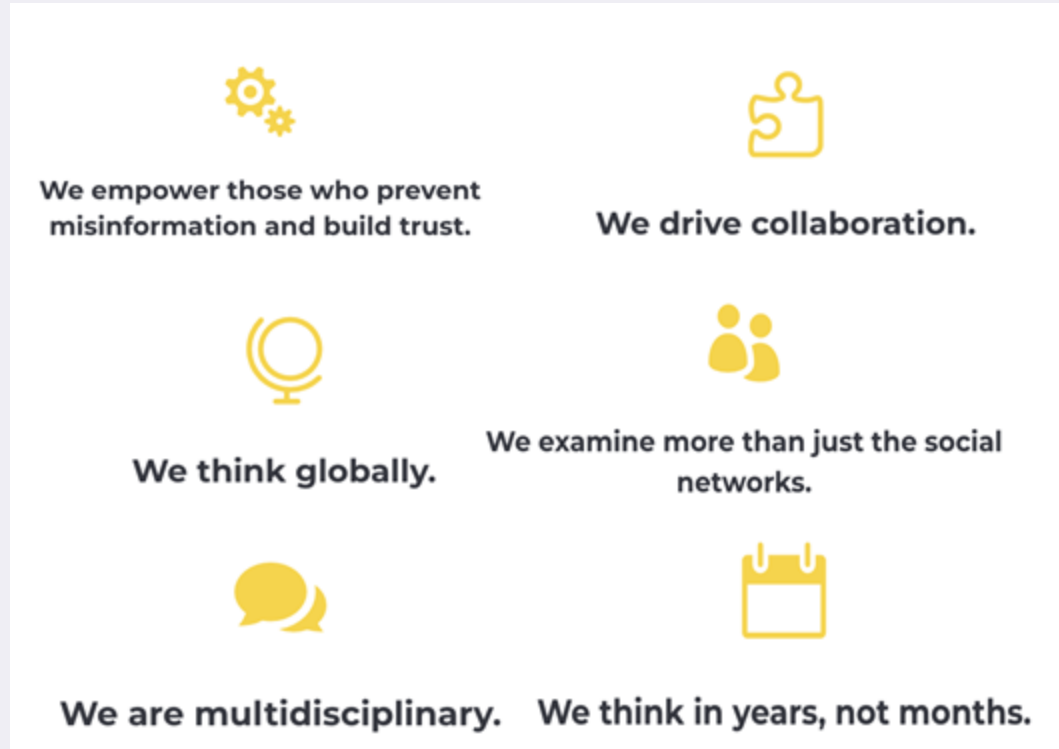 We empower those who prevent
misinformation and build trust.
We drive collaboration.
We think globally.
We examine more than just the social
networks.
We are multidisciplinary.
We think in years, not months.